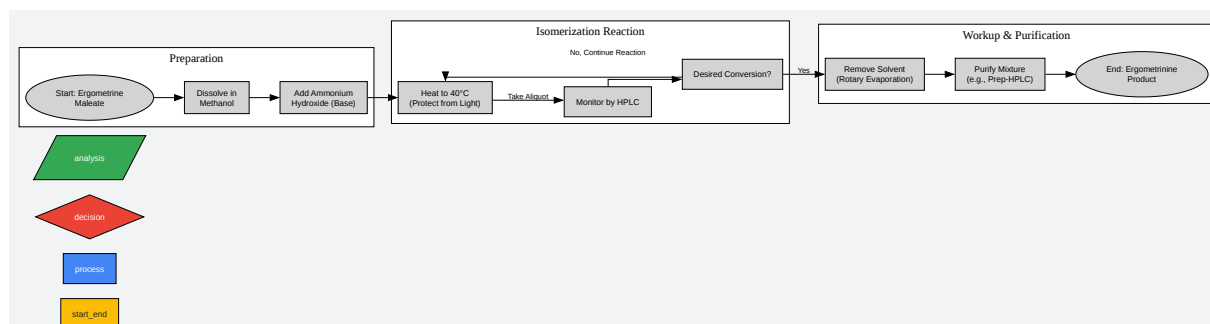 Preparation
Start: Ergometrine
Maleate
Dissolve in
Methanol
Add Ammonium
Hydroxide (Base)
Isomerization Reaction
No, Continue Reaction
Heat to 40°C
(Protect from Light)
Take Aliquot
Monitor by HPLC
Desired Conversion?
Yes
Workup & Purification
Remove Solvent
(Rotary Evaporation)
Purify Mixture
(e.g., Prep-HPLC)
End: Ergometrinine
Product
analysis
decision
process
start_end